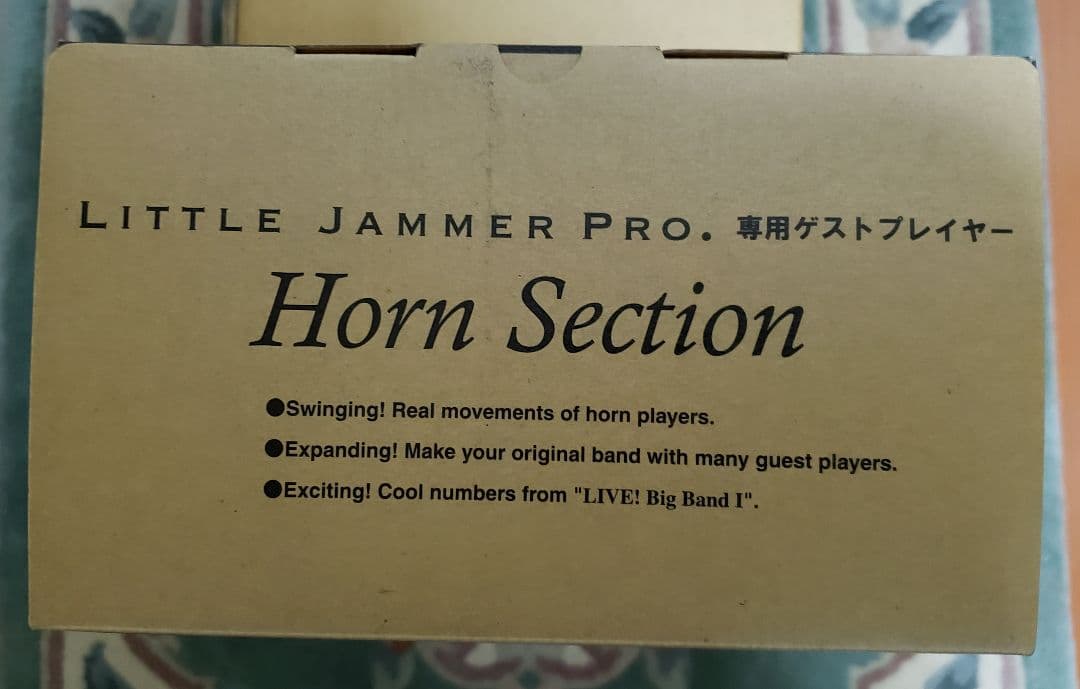 LITTLE JAMMER PRO. 専用ゲストプレイヤー
Horn Section
●Swinging! Real movements of horn players.
●Expanding! Make your original band with many guest players.
●Exciting! Cool numbers from "LIVE! Big Band I".